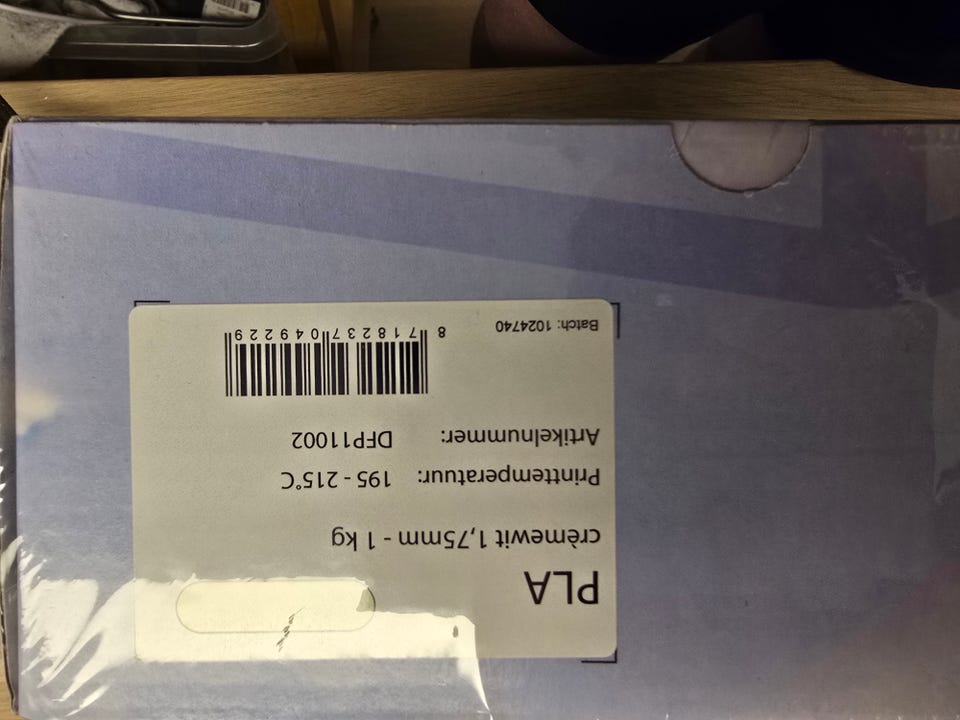 PLA
crèmewit 1,75mm - 1 kg
Printtemperatuur: 195 - 215°C
Artikelnummer: DFP11002
8 718237 049229
Batch: 1024740